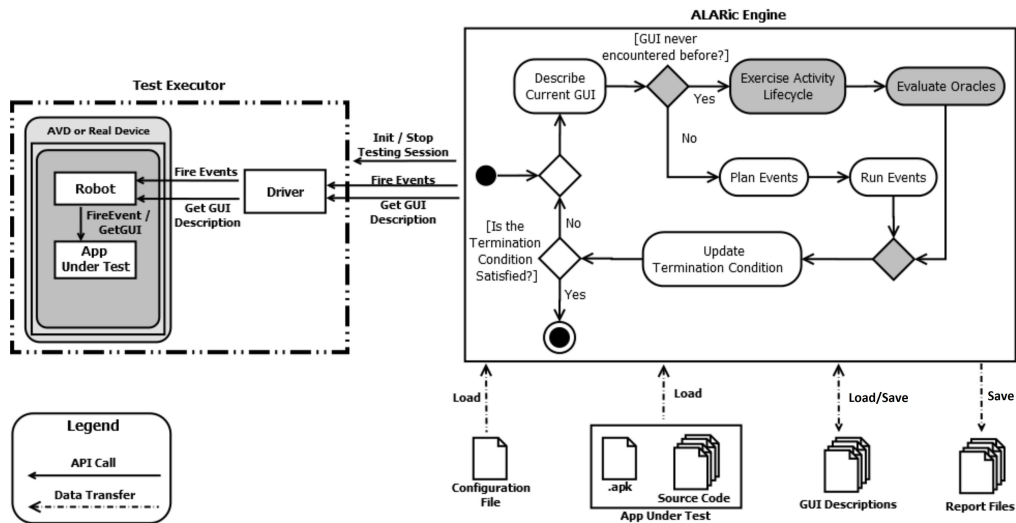 ALARic Engine
[GUI never
encountered before?]
Describe
Current GUI
Yes
Exercise Activity
Lifecycle
Evaluate Oracles
No
Plan Events
Run Events
[Is the
Termination
Condition
Satisfied?]
No
Update
Termination Condition
Yes
Test Executor
AVD or Real Device
Robot
FireEvent /
GetGUI
App
Under Test
Fire Events
Get GUI
Description
Driver
Init / Stop
Testing Session
Fire Events
Get GUI
Description
Load
Load
Load/Save
Save
Configuration
File
.apk
Source Code
App Under Test
GUI Descriptions
Report Files
Legend
API Call
Data Transfer